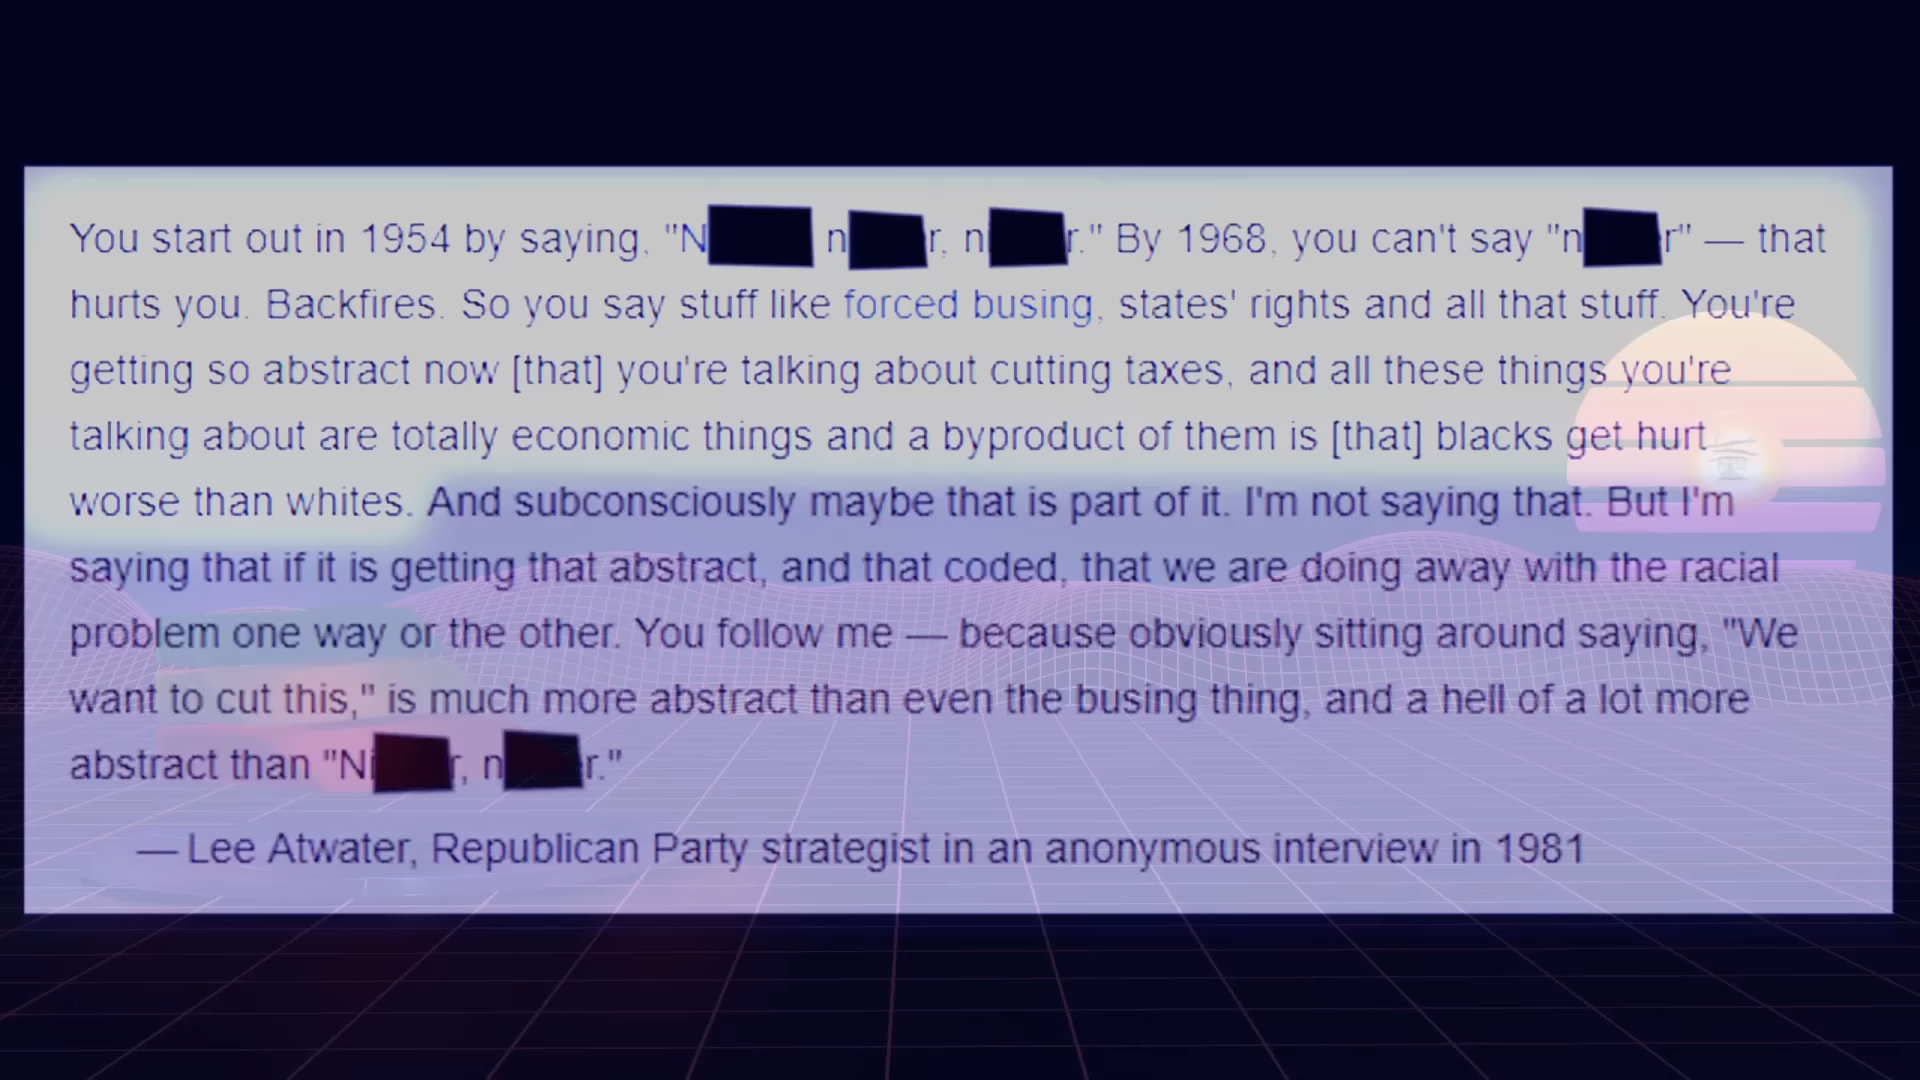 You start out in 1954 by saying, "N n r, n r." By 1968, you can't say "n r" — that
hurts you. Backfires. So you say stuff like forced busing, states' rights and all that stuff. You're
getting so abstract now [that] you're talking about cutting taxes, and all these things you're
talking about are totally economic things and a byproduct of them is [that] blacks get hurt
worse than whites. And subconsciously maybe that is part of it. I'm not saying that. But I'm
saying that if it is getting that abstract, and that coded, that we are doing away with the racial
problem one way or the other. You follow me — because obviously sitting around saying, "We
want to cut this," is much more abstract than even the busing thing, and a hell of a lot more
abstract than "Ni r, n r."
— Lee Atwater, Republican Party strategist in an anonymous interview in 1981